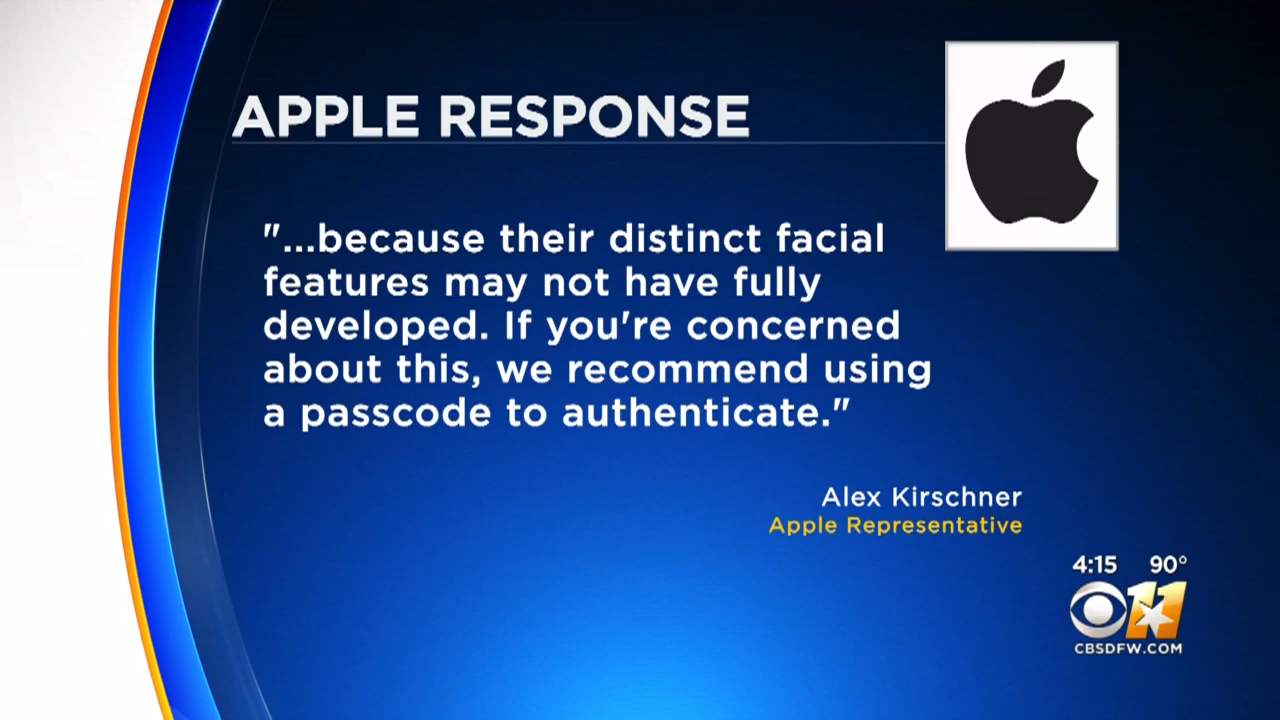 APPLE RESPONSE
"...because their distinct facial
features may not have fully
developed. If you're concerned
about this, we recommend using
a passcode to authenticate."
Alex Kirschner
Apple Representative
4:15 90°
11
CBSDFW.COM